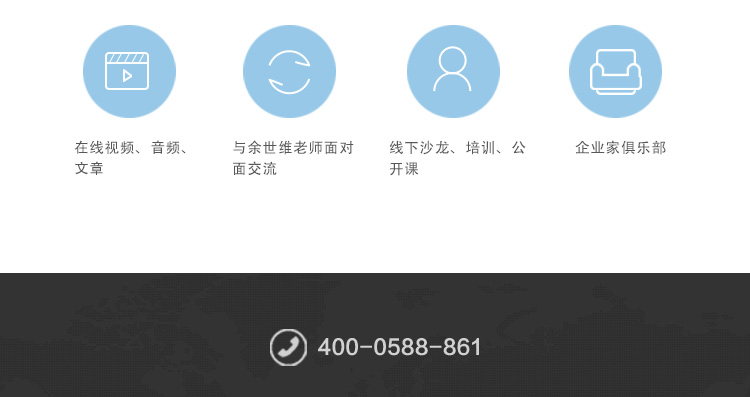 在线视频、音频、
文章
与余世维老师面对
面交流
线下沙龙、培训、公
开课
企业家俱乐部
400-0588-861